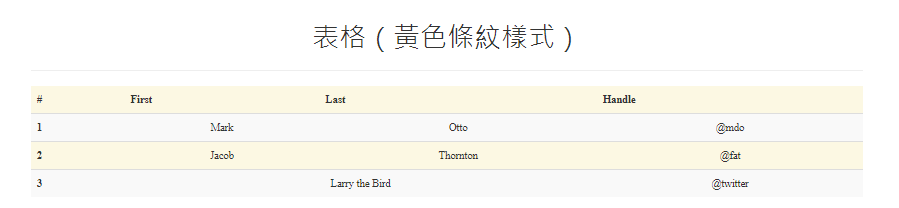 表格（黃色條紋樣式）
# First Last Handle
1 Mark Otto @mdo
2 Jacob Thornton @fat
3 Larry the Bird @twitter